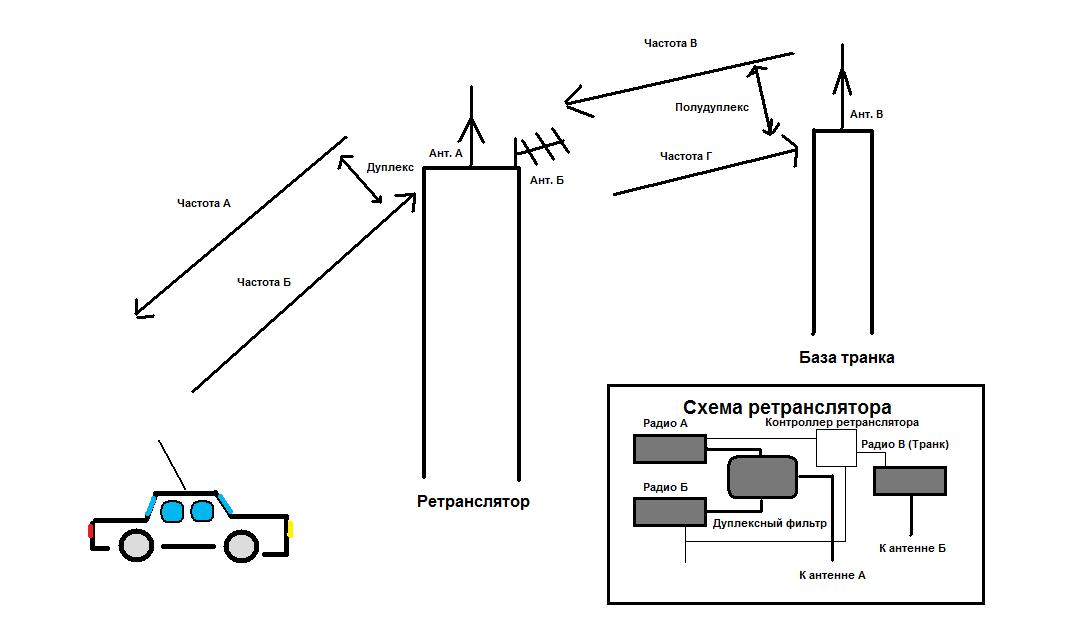 Частота В
Полудуплекс
Ант. В
Ант. А
Дуплекс
Частота Г
Ант. Б
Частота А
Частота Б
База транка
Ретранслятор
Схема ретранслятора
Радио А
Контроллер ретранслятора
Радио В (Транк)
Радио Б
Дуплексный фильтр
К антенне Б
К антенне А